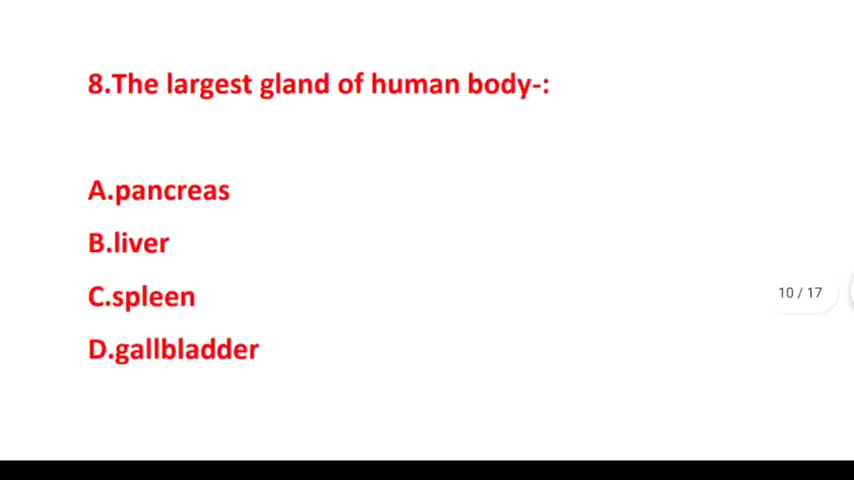 8.The largest gland of human body-:
A.pancreas
B.liver
10 / 17
C.spleen
D.gallbladder